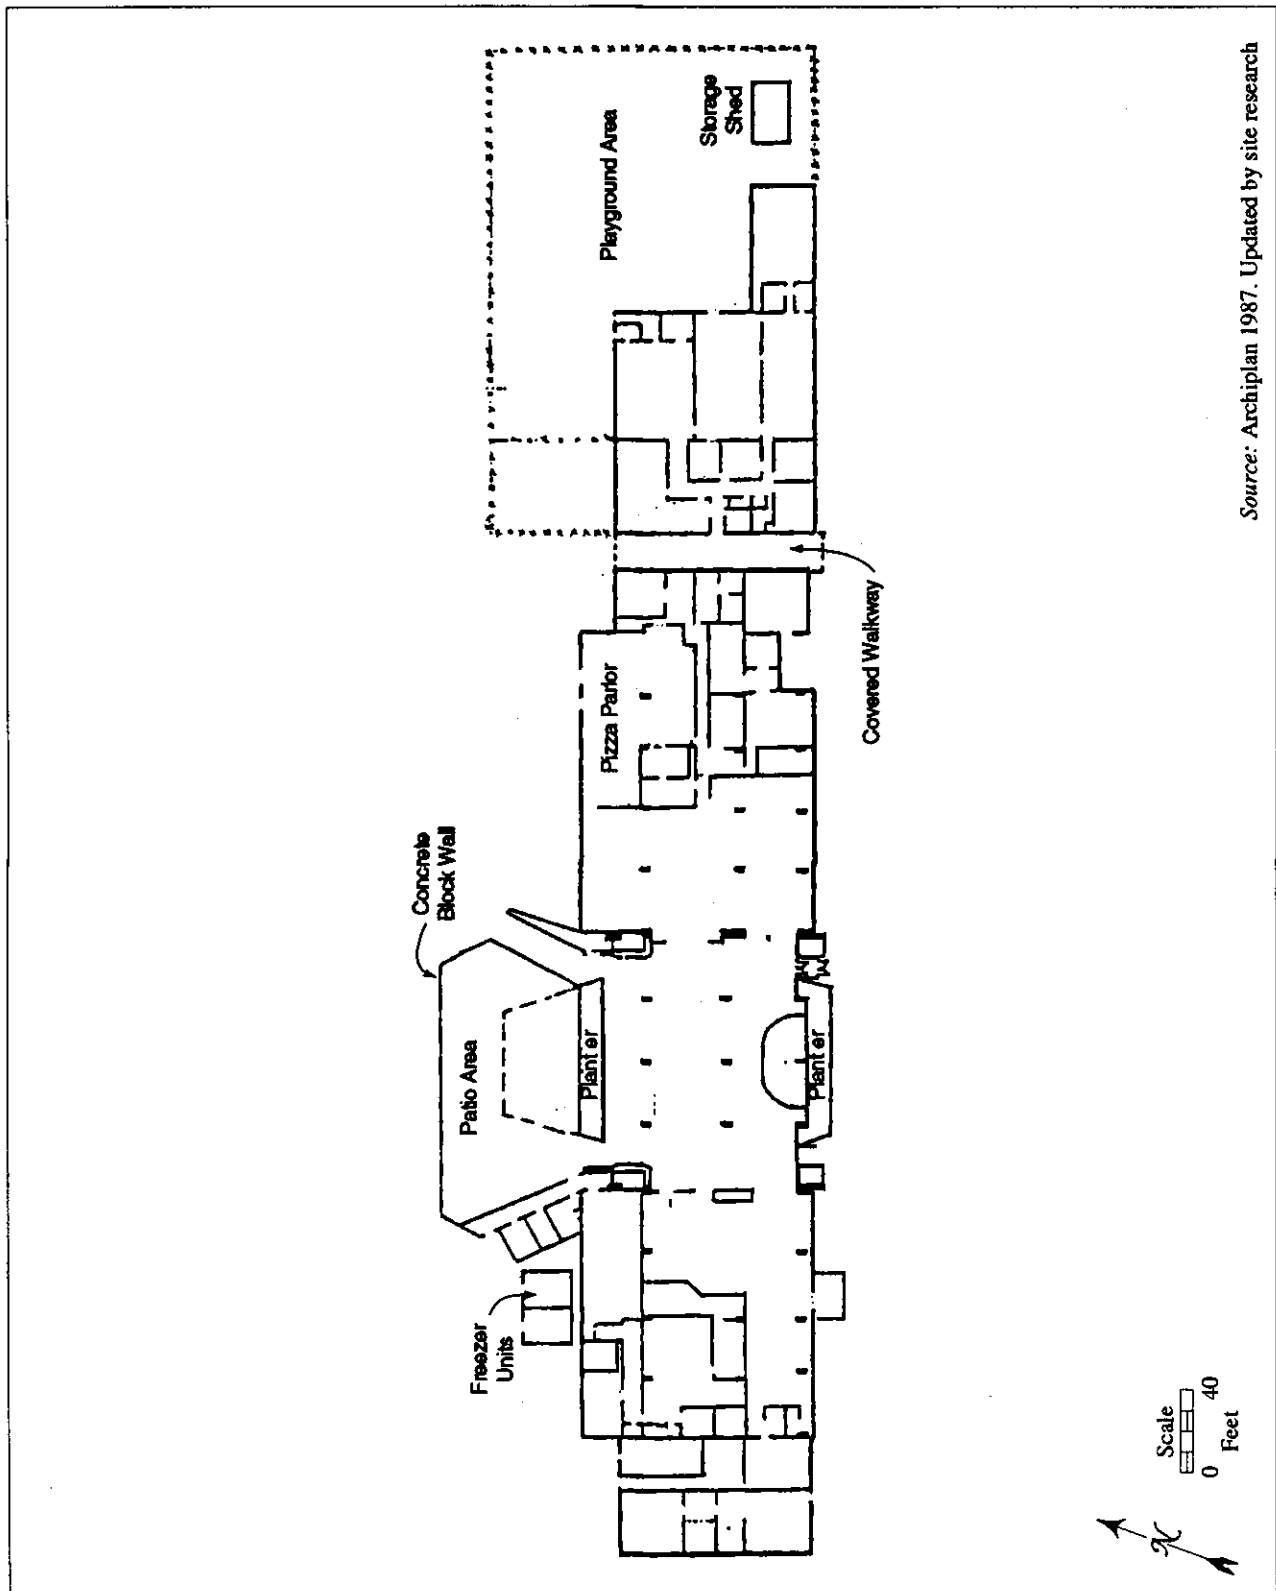 Playground Area
Storage
Shed
Pizza Parlor
Concrete
Block Wall
Covered Walkway
Patio Area
Planter
Planter
Freezer
Units
Scale
0 40
Feet
N
Source: Archiplan 1987. Updated by site research